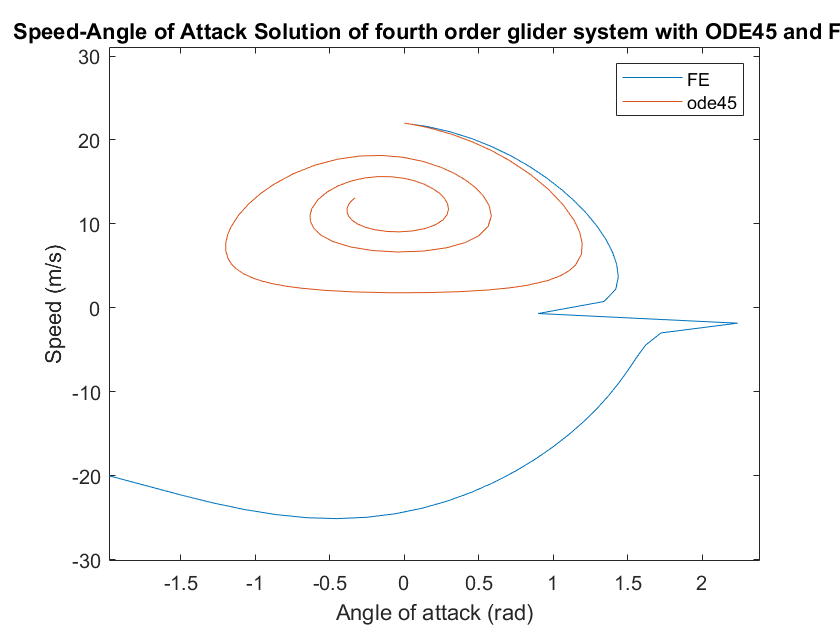 Speed-Angle of Attack Solution of fourth order glider system with ODE45 and F
30
20
10
0
-10
-20
-30
Speed (m/s)
FE
ode45
-1.5 -1 -0.5 0 0.5 1 1.5 2
Angle of attack (rad)